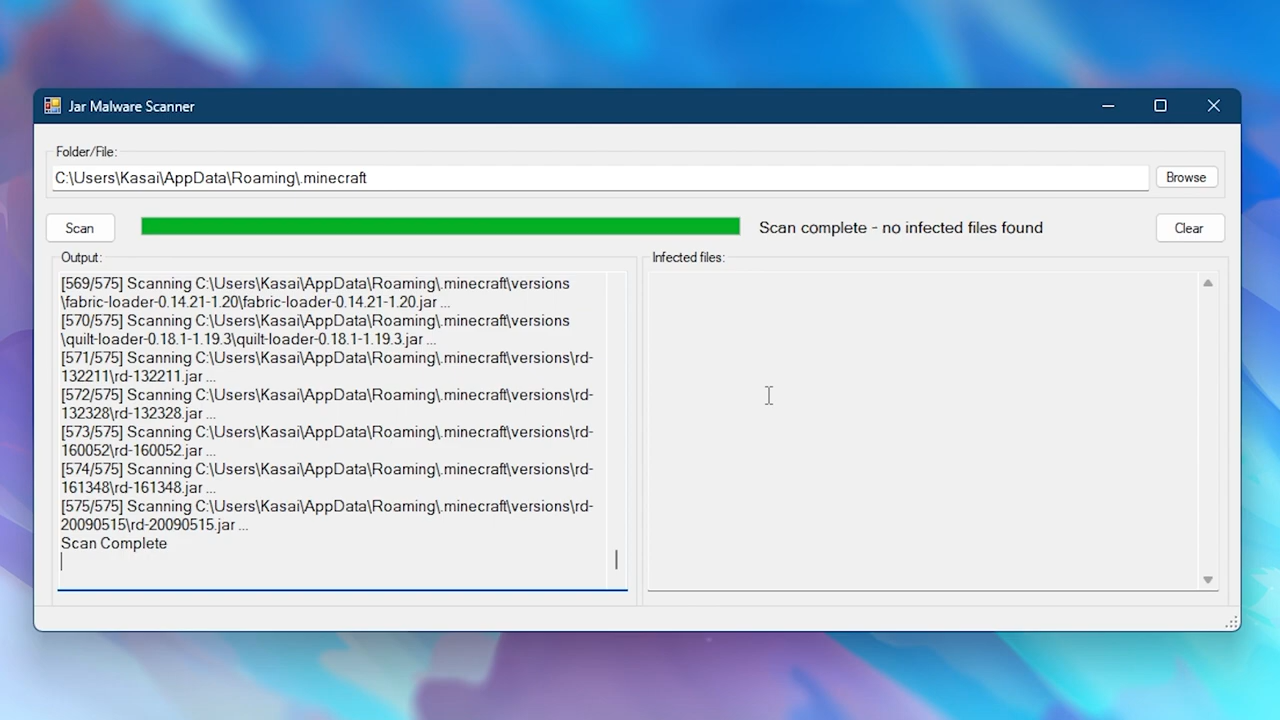 Jar Malware Scanner
Folder/File:
C:\Users\Kasai\AppData\Roaming\.minecraft
Browse
Scan
Scan complete - no infected files found
Clear
Output:
[569/575] Scanning C:\Users\Kasai\AppData\Roaming\.minecraft\versions
\fabric-loader-0.14.21-1.20\fabric-loader-0.14.21-1.20.jar ...
[570/575] Scanning C:\Users\Kasai\AppData\Roaming\.minecraft\versions
\quilt-loader-0.18.1-1.19.3\quilt-loader-0.18.1-1.19.3.jar ...
[571/575] Scanning C:\Users\Kasai\AppData\Roaming\.minecraft\versions\rd-
132211\rd-132211.jar ...
[572/575] Scanning C:\Users\Kasai\AppData\Roaming\.minecraft\versions\rd-
132328\rd-132328.jar ...
[573/575] Scanning C:\Users\Kasai\AppData\Roaming\.minecraft\versions\rd-
160052\rd-160052.jar ...
[574/575] Scanning C:\Users\Kasai\AppData\Roaming\.minecraft\versions\rd-
161348\rd-161348.jar ...
[575/575] Scanning C:\Users\Kasai\AppData\Roaming\.minecraft\versions\rd-
20090515\rd-20090515.jar ...
Scan Complete
Infected files: